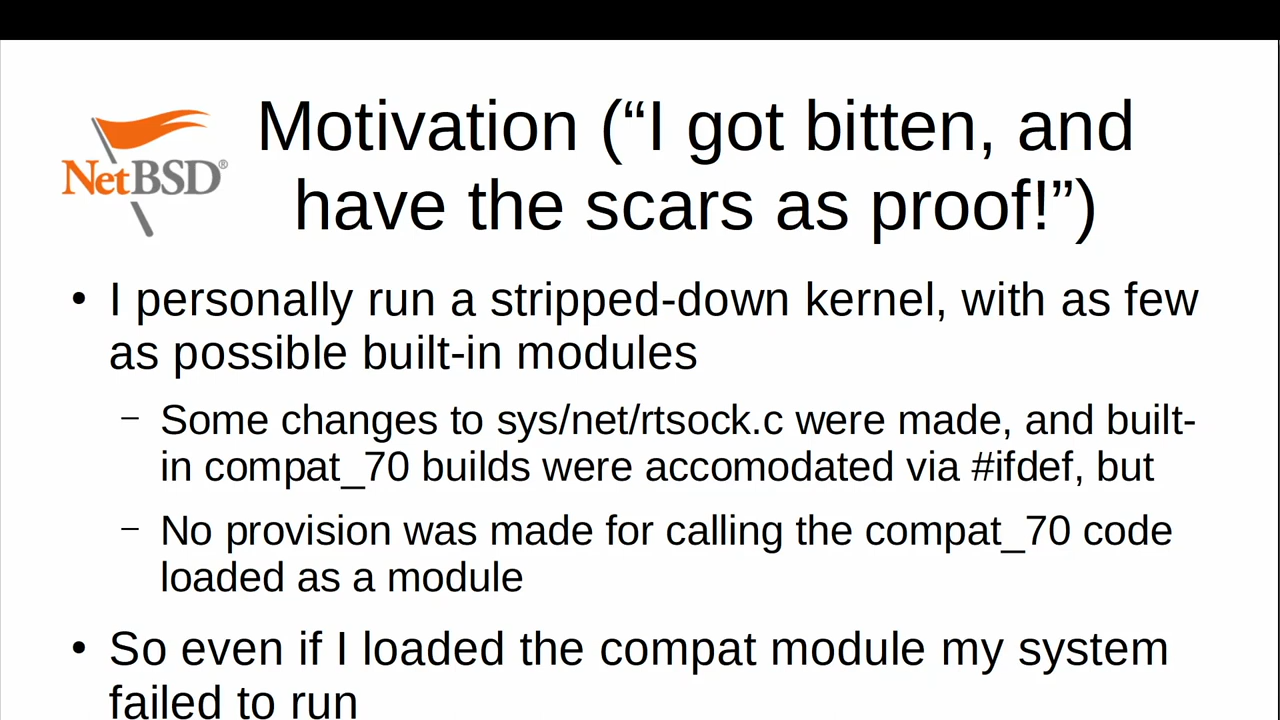 Motivation (“I got bitten, and
have the scars as proof!”)
NetBSD®
• I personally run a stripped-down kernel, with as few
as possible built-in modules
– Some changes to sys/net/rtsock.c were made, and built-
in compat_70 builds were accomodated via #ifdef, but
– No provision was made for calling the compat_70 code
loaded as a module
• So even if I loaded the compat module my system
failed to run